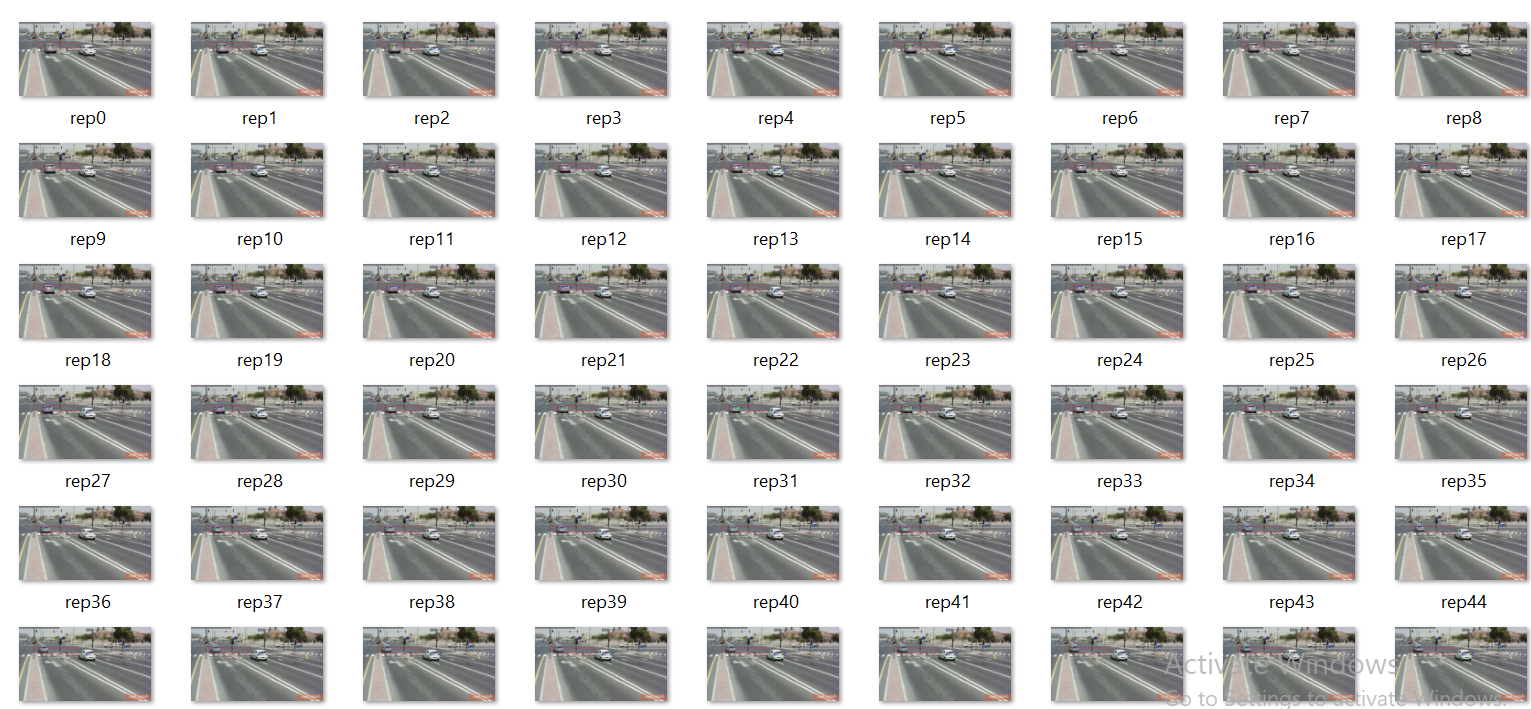 rep0 rep1 rep2 rep3 rep4 rep5 rep6 rep7 rep8
rep9 rep10 rep11 rep12 rep13 rep14 rep15 rep16 rep17
rep18 rep19 rep20 rep21 rep22 rep23 rep24 rep25 rep26
rep27 rep28 rep29 rep30 rep31 rep32 rep33 rep34 rep35
rep36 rep37 rep38 rep39 rep40 rep41 rep42 rep43 rep44
Activate Windows
Go to Settings to activate Windows.